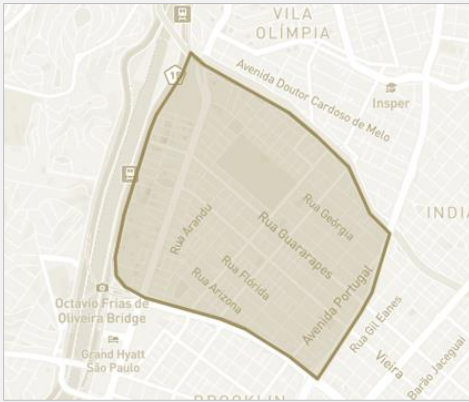 VILA
OLÍMPIA
Avenida Doutor Cardoso de Melo
Insper
INDIA
Rua Geórgia
Rua Guararapes
Rua Arandu
Rua Flórida
Rua Arizona
Avenida Portugal
Octavio Frias de
Oliveira Bridge
Rua Gil Eanes
Grand Hyatt
São Paulo
Vieira
Barão Jaceguai
BROOKLIN